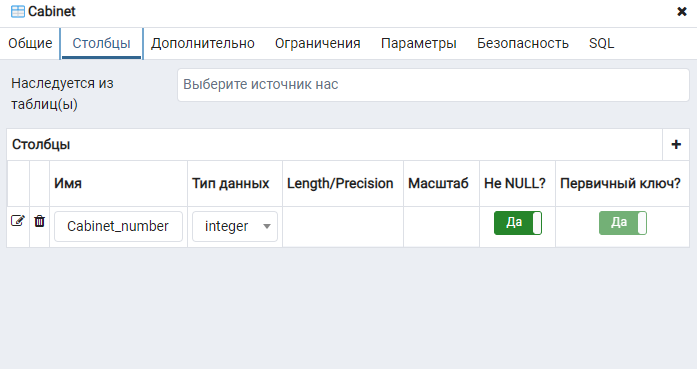 Cabinet
Общие Столбцы Дополнительно Ограничения Параметры Безопасность SQL
Наследуется из
таблиц(ы)
Выберите источник нас
Столбцы
Имя Тип данных Length/Precision Масштаб Не NULL? Первичный ключ?
Cabinet_number integer Да Да